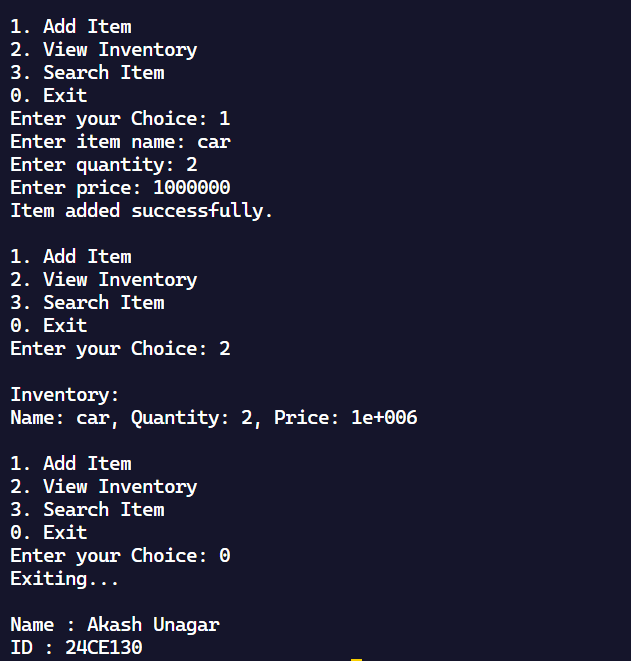 1. Add Item
2. View Inventory
3. Search Item
0. Exit
Enter your Choice: 1
Enter item name: car
Enter quantity: 2
Enter price: 1000000
Item added successfully.
1. Add Item
2. View Inventory
3. Search Item
0. Exit
Enter your Choice: 2
Inventory:
Name: car, Quantity: 2, Price: 1e+006
1. Add Item
2. View Inventory
3. Search Item
0. Exit
Enter your Choice: 0
Exiting...
Name : Akash Unagar
ID : 24CE130